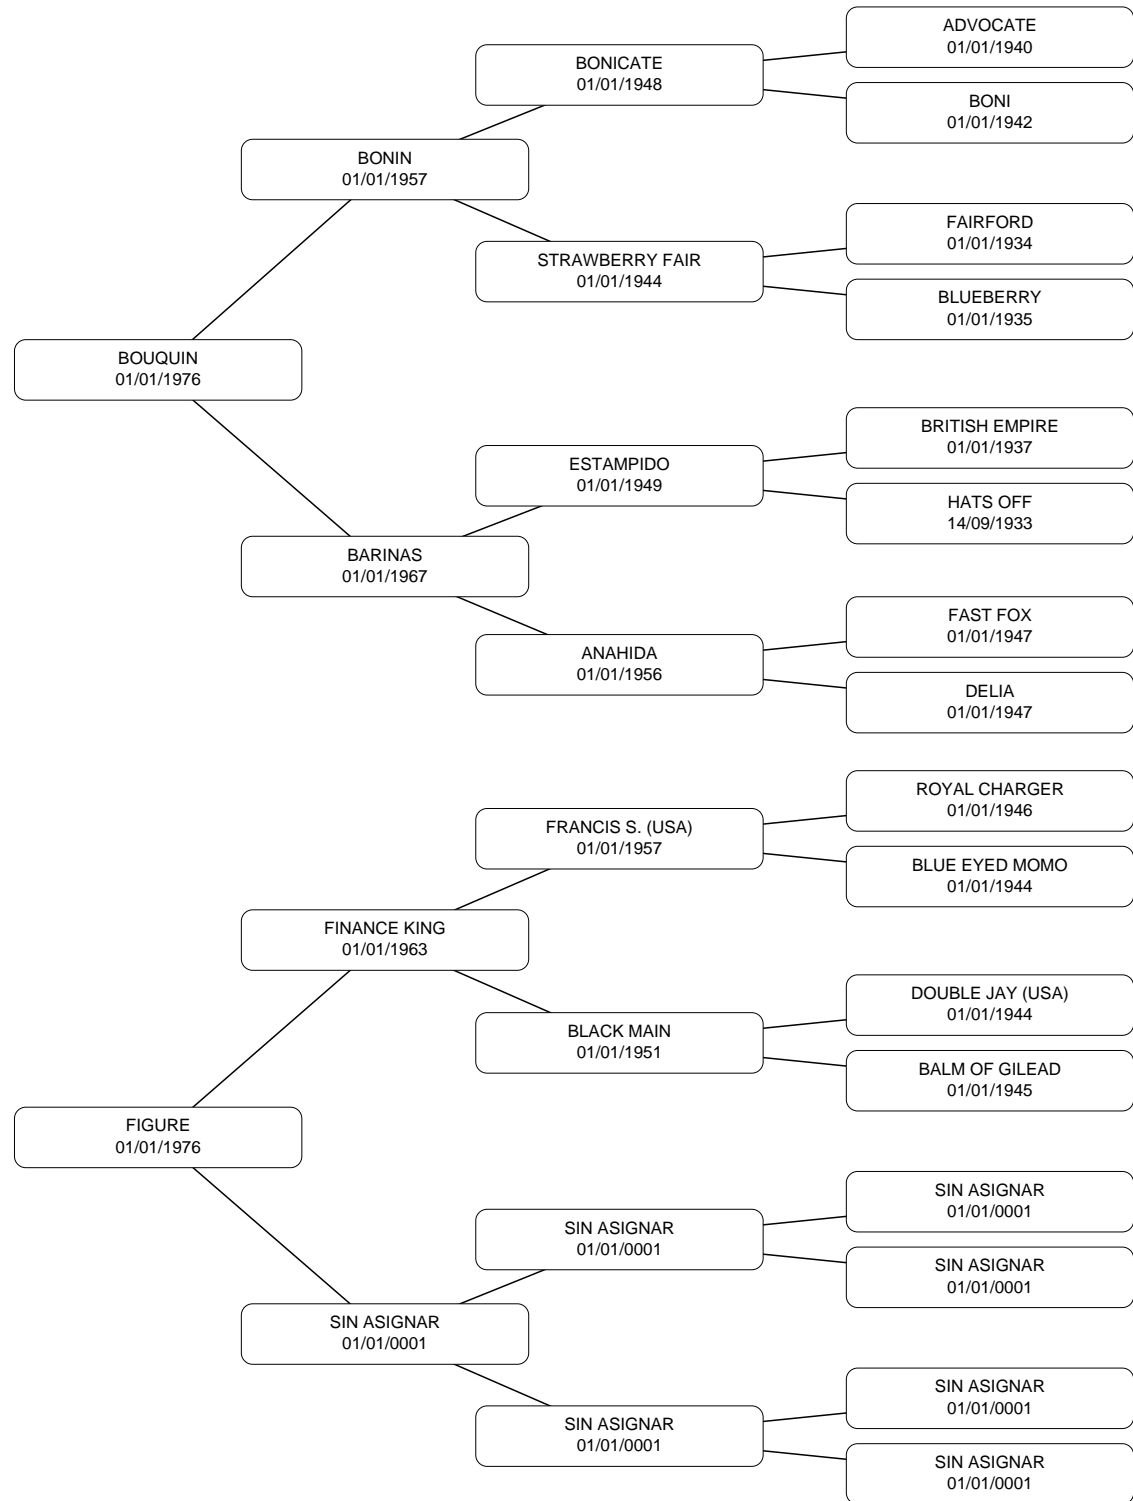 ADVOCATE
01/01/1940
BONICATE
01/01/1948
BONI
01/01/1942
BONIN
01/01/1957
FAIRFORD
01/01/1934
STRAWBERRY FAIR
01/01/1944
BLUEBERRY
01/01/1935
BOUQUIN
01/01/1976
BRITISH EMPIRE
01/01/1937
ESTAMPIDO
01/01/1949
HATS OFF
14/09/1933
BARINAS
01/01/1967
FAST FOX
01/01/1947
ANAHIDA
01/01/1956
DELIA
01/01/1947
ROYAL CHARGER
01/01/1946
FRANCIS S. (USA)
01/01/1957
BLUE EYED MOMO
01/01/1944
FINANCE KING
01/01/1963
DOUBLE JAY (USA)
01/01/1944
BLACK MAIN
01/01/1951
BALM OF GILEAD
01/01/1945
FIGURE
01/01/1976
SIN ASIGNAR
01/01/0001
SIN ASIGNAR
01/01/0001
SIN ASIGNAR
01/01/0001
SIN ASIGNAR
01/01/0001
SIN ASIGNAR
01/01/0001
SIN ASIGNAR
01/01/0001
SIN ASIGNAR
01/01/0001